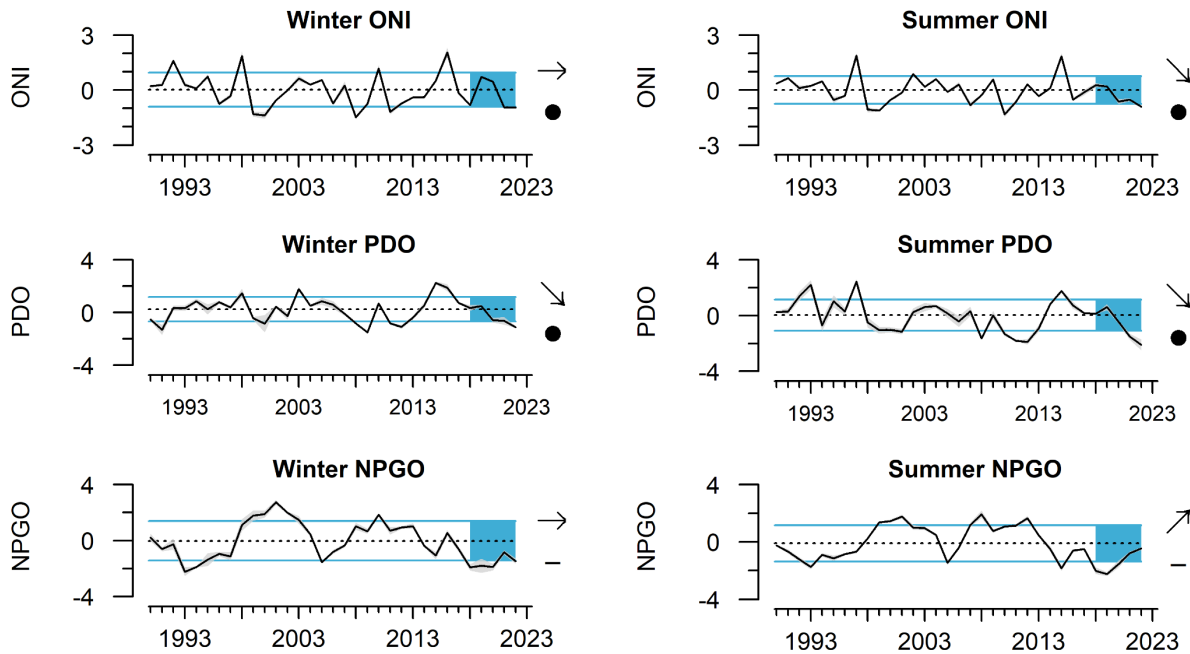 Winter ONI
ONI
3
0
-3
1993 2003 2013 2023
Summer ONI
ONI
3
0
-3
1993 2003 2013 2023
Winter PDO
PDO
4
0
-4
1993 2003 2013 2023
Summer PDO
PDO
4
0
-4
1993 2003 2013 2023
Winter NPGO
NPGO
4
0
-4
1993 2003 2013 2023
Summer NPGO
NPGO
4
0
-4
1993 2003 2013 2023